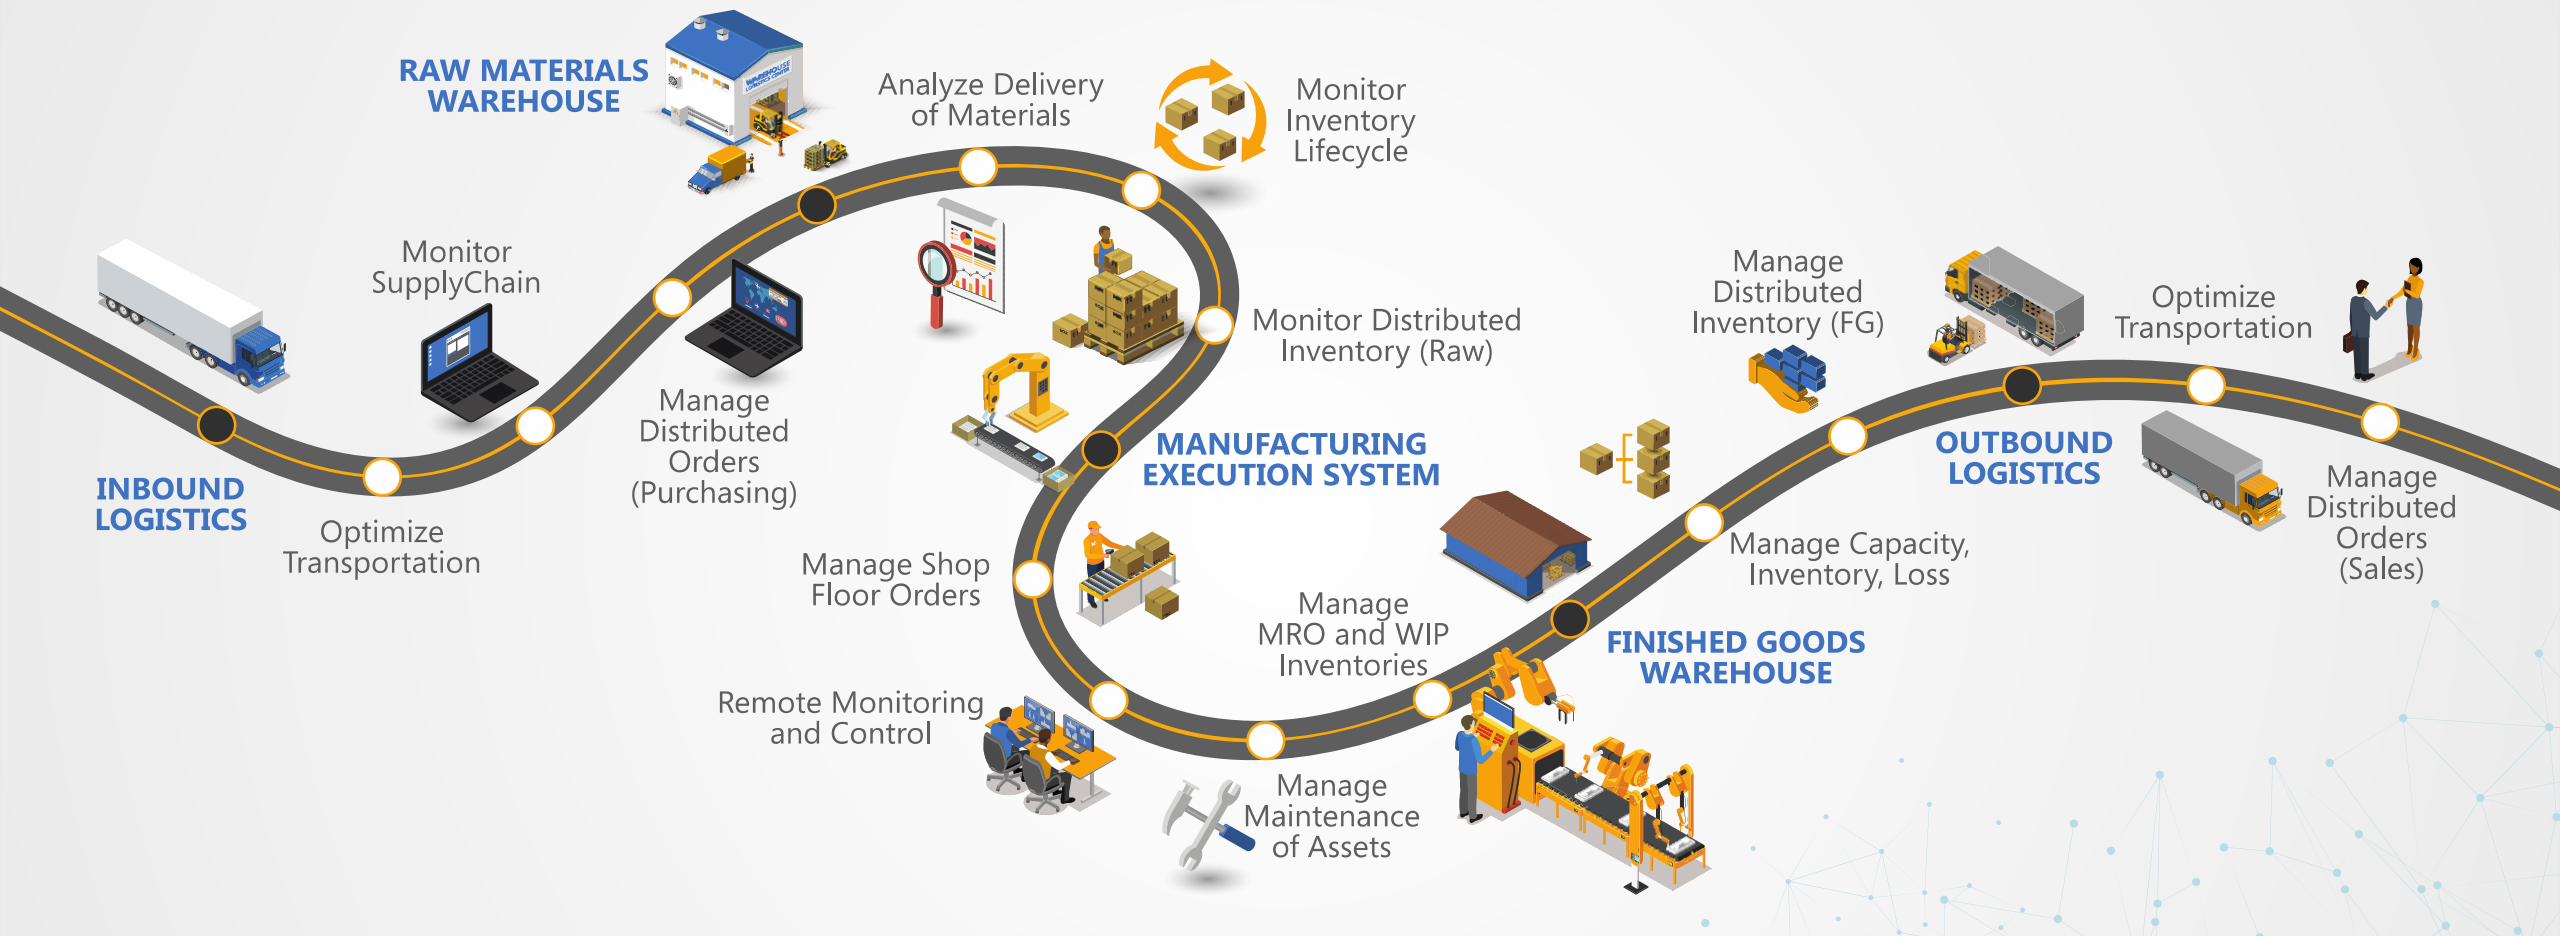 RAW MATERIALS
WAREHOUSE
WAREHOUSE
LOGISTICS CENTER
Analyze Delivery
of Materials
Monitor
Inventory
Lifecycle
Monitor
SupplyChain
INBOUND
LOGISTICS
Optimize
Transportation
Manage
Distributed
Orders
(Purchasing)
Monitor Distributed
Inventory (Raw)
MANUFACTURING
EXECUTION SYSTEM
Manage Shop
Floor Orders
Remote Monitoring
and Control
Manage
Maintenance
of Assets
Manage
MRO and WIP
Inventories
FINISHED GOODS
WAREHOUSE
Manage Capacity,
Inventory, Loss
Manage
Distributed
Inventory (FG)
OUTBOUND
LOGISTICS
Optimize
Transportation
Manage
Distributed
Orders
(Sales)